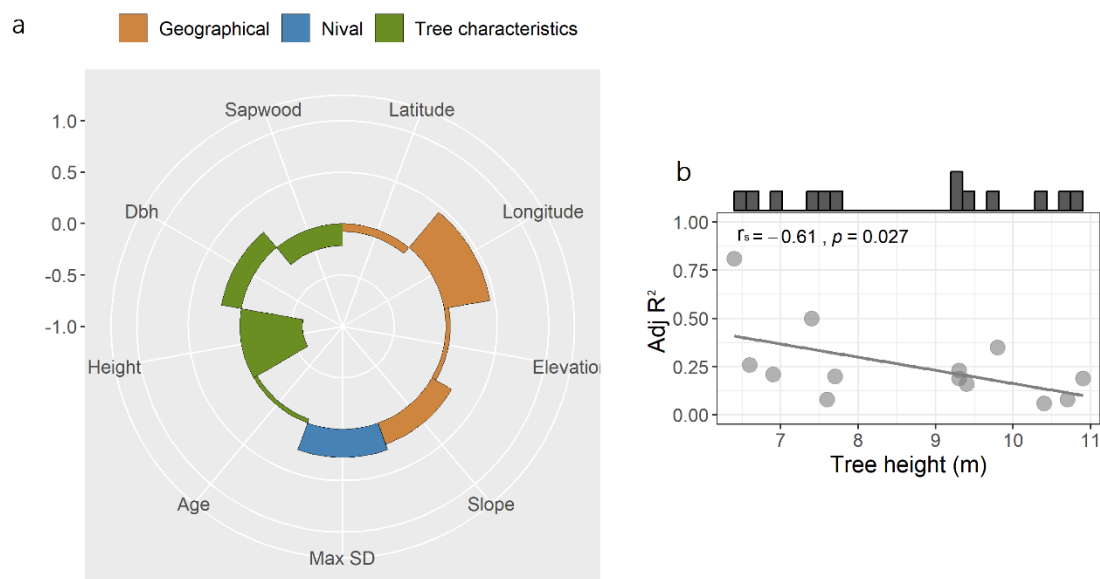 a
Geographical Nival Tree characteristics
1.0
0.5
0.0
-0.5
-1.0
Sapwood
Latitude
Dbh
Longitude
Height
Elevation
Age
Slope
Max SD
b
rs = −0.61 , p = 0.027
1.00
0.75
0.50
0.25
0.00
Adj R²
7 8 9 10 11
Tree height (m)